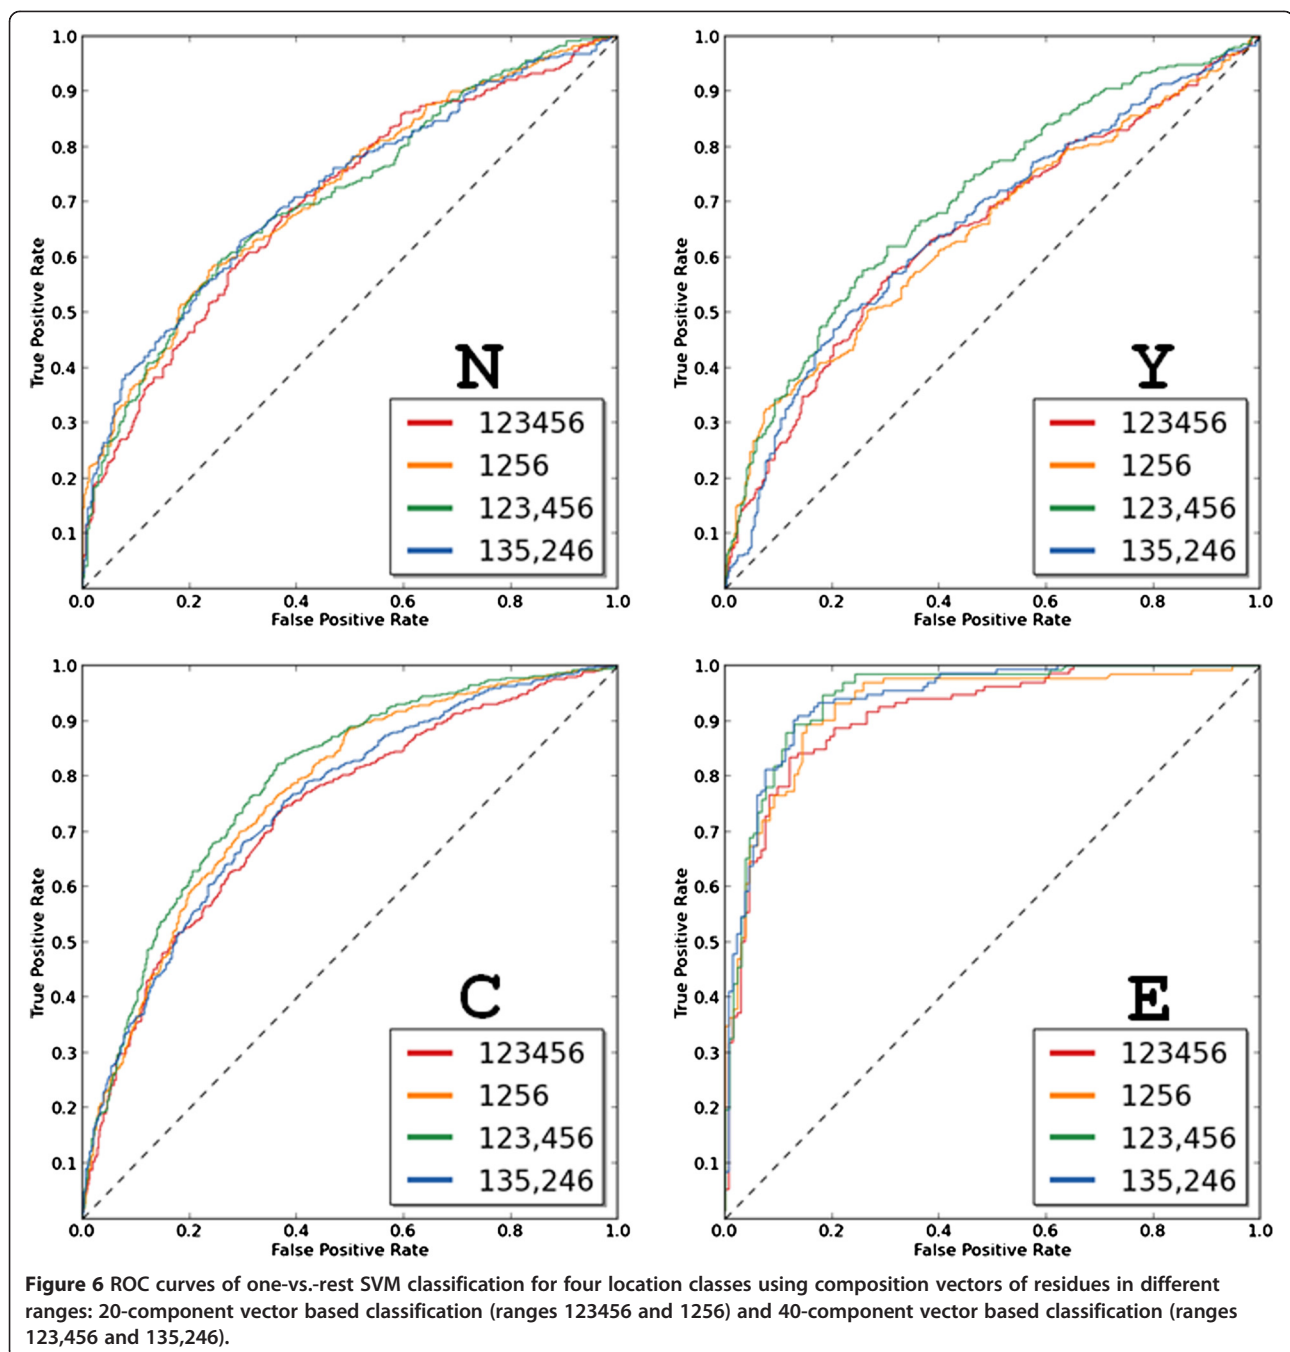 1.0
0.9
0.8
0.7
0.6
0.5
0.4
0.3
0.2
0.1
True Positive Rate
N
123456
1256
123,456
135,246
0.0 0.2 0.4 0.6 0.8 1.0
False Positive Rate
1.0
0.9
0.8
0.7
0.6
0.5
0.4
0.3
0.2
0.1
True Positive Rate
Y
123456
1256
123,456
135,246
0.0 0.2 0.4 0.6 0.8 1.0
False Positive Rate
1.0
0.9
0.8
0.7
0.6
0.5
0.4
0.3
0.2
0.1
True Positive Rate
C
123456
1256
123,456
135,246
0.0 0.2 0.4 0.6 0.8 1.0
False Positive Rate
1.0
0.9
0.8
0.7
0.6
0.5
0.4
0.3
0.2
0.1
True Positive Rate
E
123456
1256
123,456
135,246
0.0 0.2 0.4 0.6 0.8 1.0
False Positive Rate
Figure 6 ROC curves of one-vs.-rest SVM classification for four location classes using composition vectors of residues in different
ranges: 20-component vector based classification (ranges 123456 and 1256) and 40-component vector based classification (ranges
123,456 and 135,246).